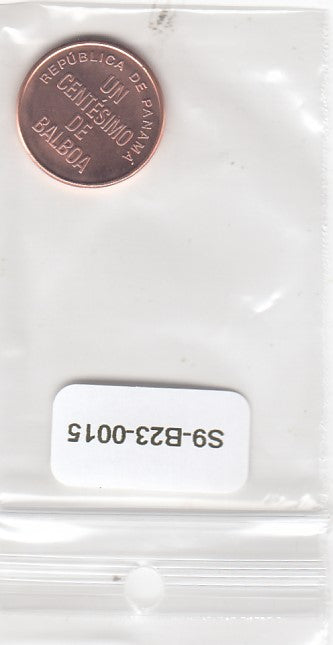 REPÚBLICA DE PANAMÁ
UN
CENTÉSIMO
DE
BALBOA
S9-B23-0015